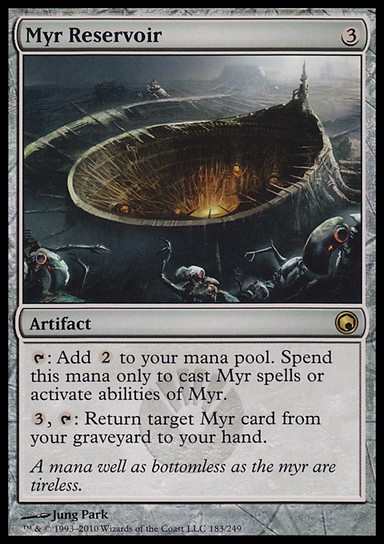 Myr Reservoir 3
Artifact
: Add 2 to your mana pool. Spend
this mana only to cast Myr spells or
activate abilities of Myr.
3, : Return target Myr card from
your graveyard to your hand.
A mana well as bottomless as the myr are
tireless.
Jung Park
™ & © 1993–2010 Wizards of the Coast LLC 183/249